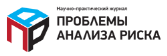 Научно-практический журнал
ПРОБЛЕМЫ
АНАЛИЗА РИСКА